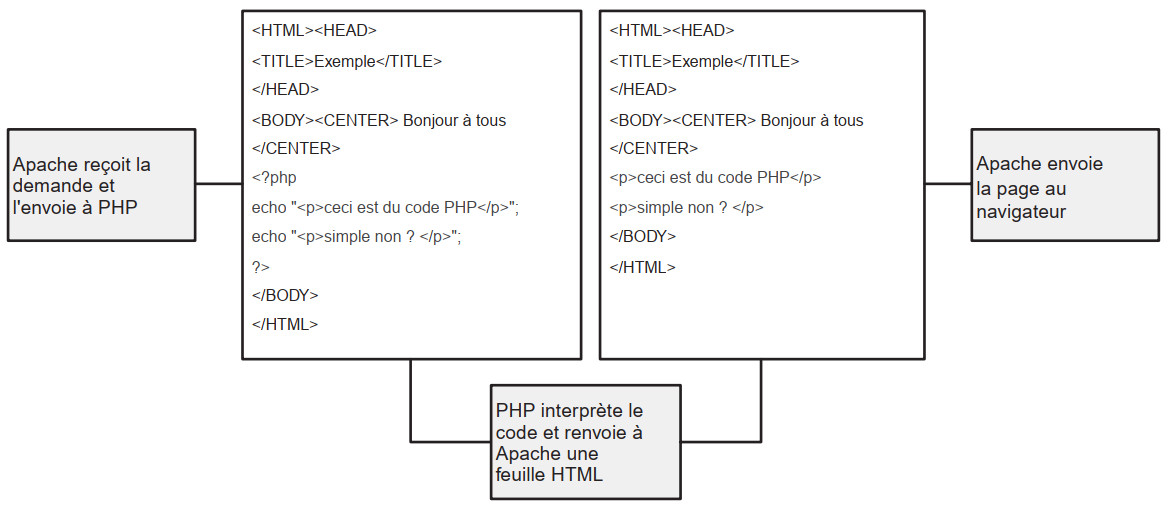 Apache reçoit la
demande et
l'envoie à PHP
<HTML><HEAD>
<TITLE>Exemple</TITLE>
</HEAD>
<BODY><CENTER> Bonjour à tous
</CENTER>
<?php
echo "<p>ceci est du code PHP</p>";
echo "<p>simple non ? </p>";
?>
</BODY>
</HTML>
PHP interprète le
code et renvoie à
Apache une
feuille HTML
<HTML><HEAD>
<TITLE>Exemple</TITLE>
</HEAD>
<BODY><CENTER> Bonjour à tous
</CENTER>
<p>ceci est du code PHP</p>
<p>simple non ? </p>
</BODY>
</HTML>
Apache envoie
la page au
navigateur